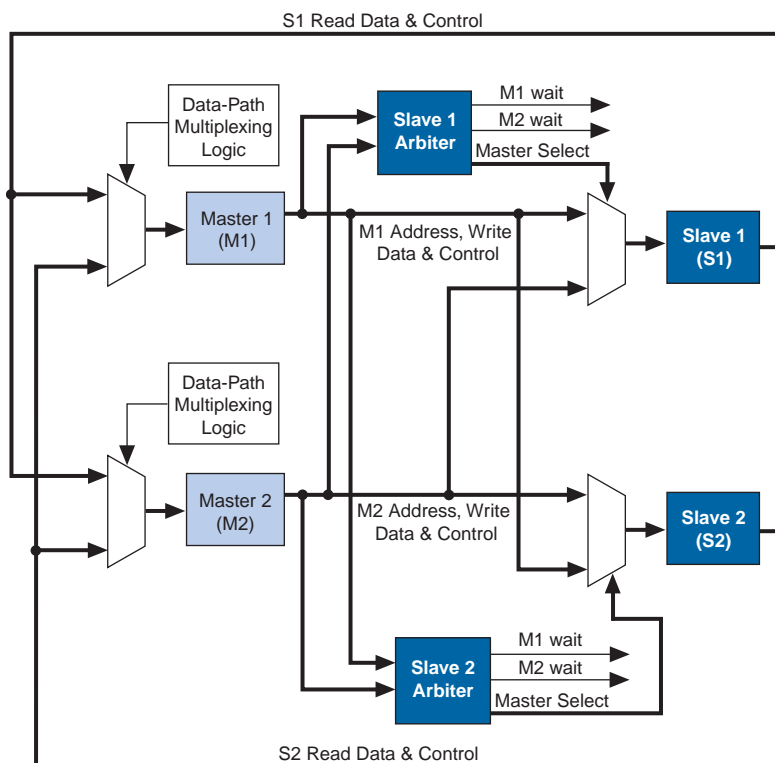 S1 Read Data & Control
Data-Path
Multiplexing
Logic
Slave 1
Arbiter
M1 wait
M2 wait
Master Select
Master 1
(M1)
M1 Address, Write
Data & Control
Slave 1
(S1)
Data-Path
Multiplexing
Logic
Master 2
(M2)
M2 Address, Write
Data & Control
Slave 2
(S2)
Slave 2
Arbiter
M1 wait
M2 wait
Master Select
S2 Read Data & Control